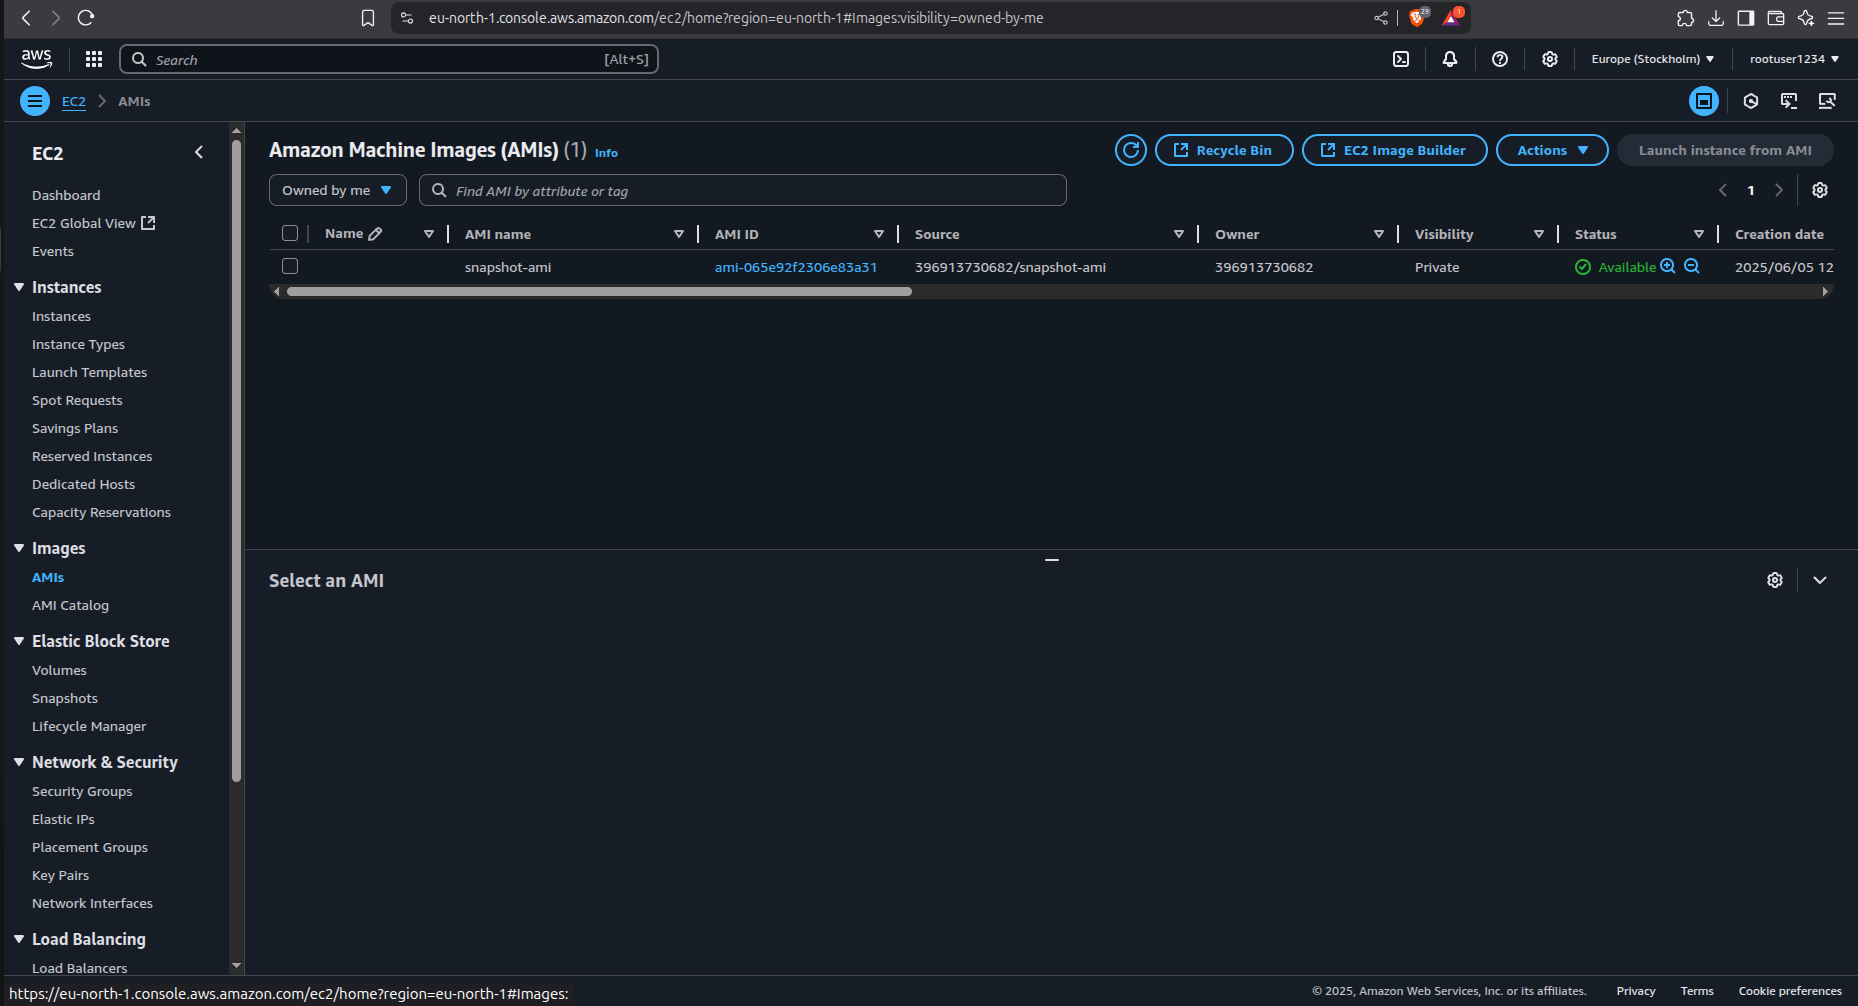 eu-north-1.console.aws.amazon.com/ec2/home?region=eu-north-1#Images:visibility=owned-by-me
29
1
aws
Search
[Alt+S]
Europe (Stockholm)
rootuser1234
EC2
AMIs
EC2
Dashboard
EC2 Global View
Events
Instances
Instances
Instance Types
Launch Templates
Spot Requests
Savings Plans
Reserved Instances
Dedicated Hosts
Capacity Reservations
Images
AMIs
AMI Catalog
Elastic Block Store
Volumes
Snapshots
Lifecycle Manager
Network & Security
Security Groups
Elastic IPs
Placement Groups
Key Pairs
Network Interfaces
Load Balancing
Load Balancers
Amazon Machine Images (AMIs) (1) Info
Recycle Bin
EC2 Image Builder
Actions
Launch instance from AMI
Owned by me
Find AMI by attribute or tag
1
Name AMI name AMI ID Source Owner Visibility Status Creation date
snapshot-ami ami-065e92f2306e83a31 396913730682/snapshot-ami 396913730682 Private Available 2025/06/05 12
Select an AMI
https://eu-north-1.console.aws.amazon.com/ec2/home?region=eu-north-1#Images:
© 2025, Amazon Web Services, Inc. or its affiliates. Privacy Terms Cookie preferences